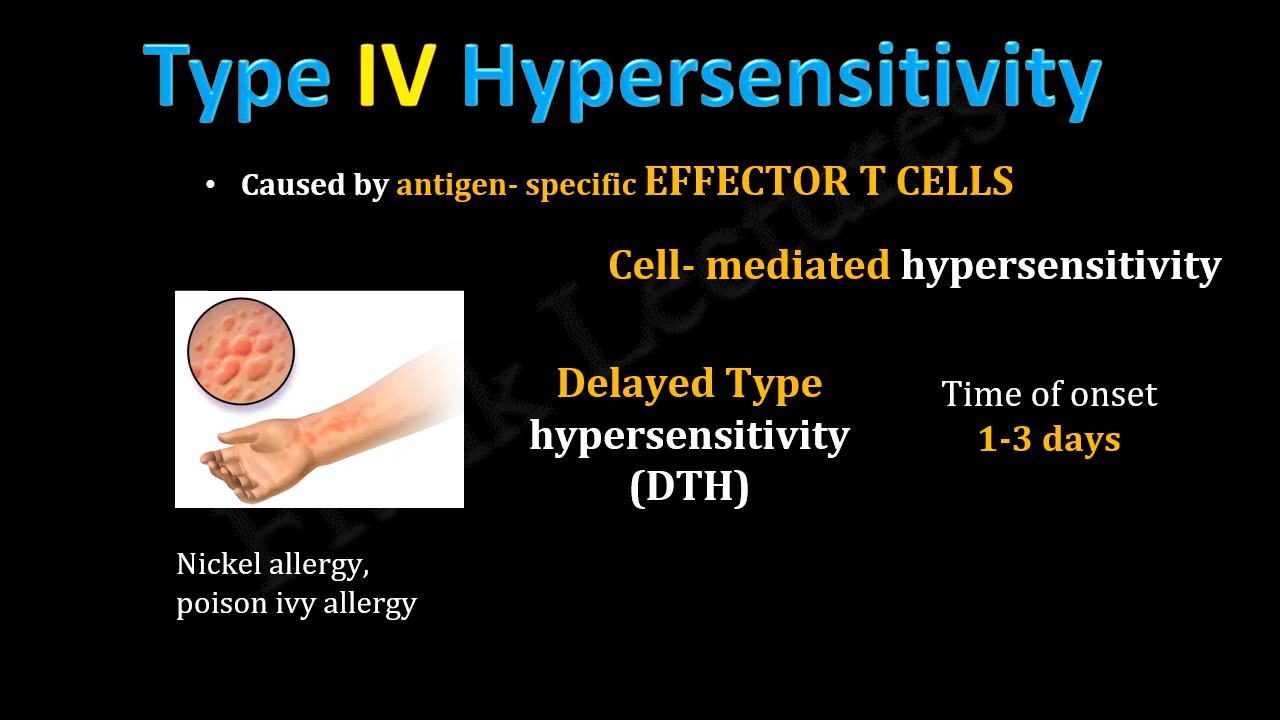 Type IV Hypersensitivity
• Caused by antigen- specific EFFECTOR T CELLS
Cell- mediated hypersensitivity
Delayed Type
hypersensitivity
(DTH)
Time of onset
1-3 days
Nickel allergy,
poison ivy allergy
Lectures